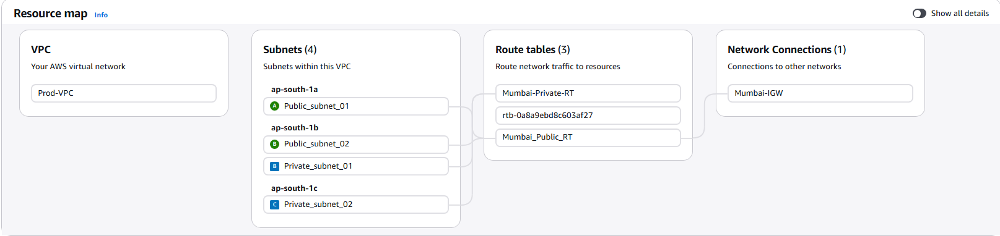 Resource map Info
Show all details
VPC
Your AWS virtual network
Prod-VPC
Subnets (4)
Subnets within this VPC
ap-south-1a
A Public_subnet_01
ap-south-1b
B Public_subnet_02
B Private_subnet_01
ap-south-1c
C Private_subnet_02
Route tables (3)
Route network traffic to resources
Mumbai-Private-RT
rtb-0a8a9ebd8c603af27
Mumbai_Public_RT
Network Connections (1)
Connections to other networks
Mumbai-IGW